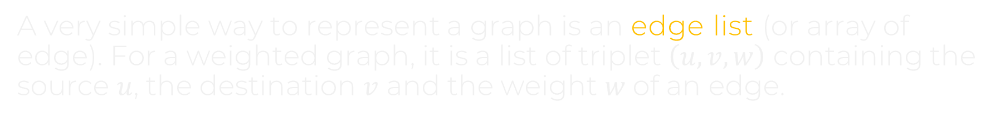 A very simple way to represent a graph is an edge list (or array of
edge). For a weighted graph, it is a list of triplet (u, v, w) containing the
source u, the destination v and the weight w of an edge.